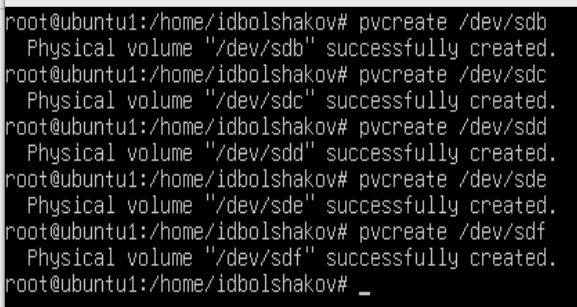 root@ubuntu1:/home/idbolshakov# pvcreate /dev/sdb
  Physical volume "/dev/sdb" successfully created.
root@ubuntu1:/home/idbolshakov# pvcreate /dev/sdc
  Physical volume "/dev/sdc" successfully created.
root@ubuntu1:/home/idbolshakov# pvcreate /dev/sdd
  Physical volume "/dev/sdd" successfully created.
root@ubuntu1:/home/idbolshakov# pvcreate /dev/sde
  Physical volume "/dev/sde" successfully created.
root@ubuntu1:/home/idbolshakov# pvcreate /dev/sdf
  Physical volume "/dev/sdf" successfully created.
root@ubuntu1:/home/idbolshakov# _